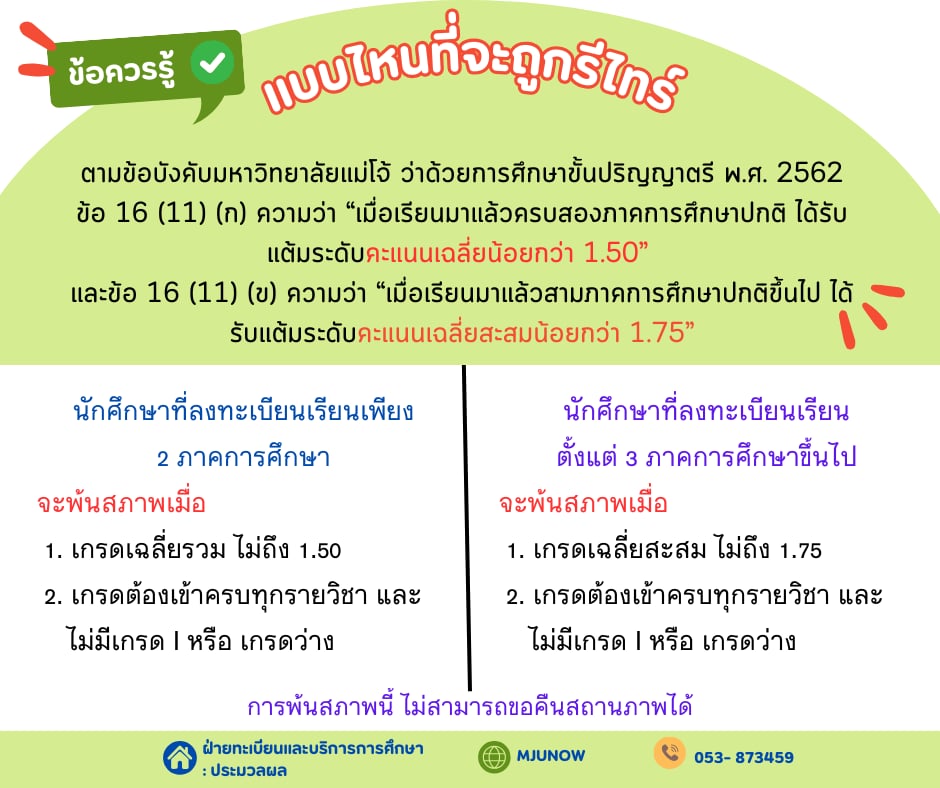 ข้อควรรู้
แบบไหนที่จะถูกรีไทร์
ตามข้อบังคับมหาวิทยาลัยแม่โจ้ ว่าด้วยการศึกษาขั้นปริญญาตรี พ.ศ. 2562
ข้อ 16 (11) (ก) ความว่า “เมื่อเรียนมาแล้วครบสองภาคการศึกษาปกติ ได้รับ
แต้มระดับคะแนนเฉลี่ยน้อยกว่า 1.50”
และข้อ 16 (11) (ข) ความว่า “เมื่อเรียนมาแล้วสามภาคการศึกษาปกติขึ้นไป ได้
รับแต้มระดับคะแนนเฉลี่ยสะสมน้อยกว่า 1.75”
นักศึกษาที่ลงทะเบียนเรียนเพียง
2 ภาคการศึกษา
จะพ้นสภาพเมื่อ
1. เกรดเฉลี่ยรวม ไม่ถึง 1.50
2. เกรดต้องเข้าครบทุกรายวิชา และ
ไม่มีเกรด I หรือ เกรดว่าง
นักศึกษาที่ลงทะเบียนเรียน
ตั้งแต่ 3 ภาคการศึกษาขึ้นไป
จะพ้นสภาพเมื่อ
1. เกรดเฉลี่ยสะสม ไม่ถึง 1.75
2. เกรดต้องเข้าครบทุกรายวิชา และ
ไม่มีเกรด I หรือ เกรดว่าง
การพ้นสภาพนี้ ไม่สามารถขอคืนสถานภาพได้
ฝ่ายทะเบียนและบริการการศึกษา
: ประมวลผล
MJUNOW
053- 873459